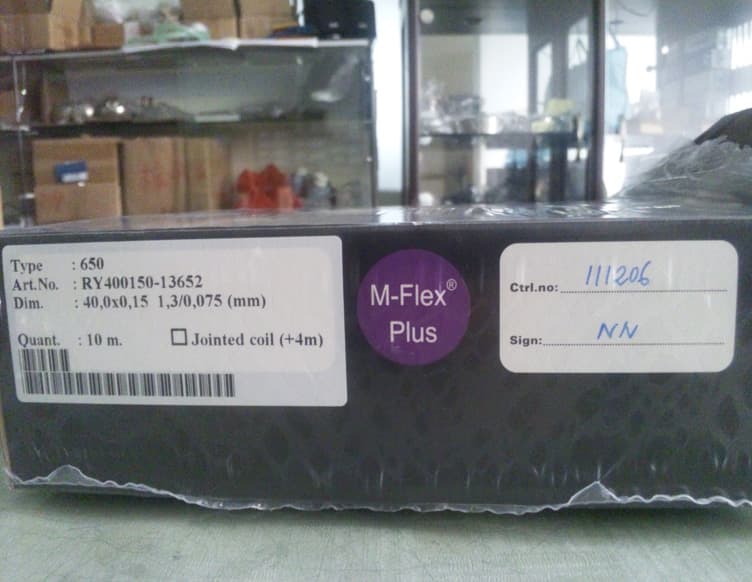 Type : 650
Art.No. : RY400150-13652
Dim. : 40,0x0,15 1,3/0,075 (mm)
Quant. : 10 m. Jointed coil (+4m)
M-Flex®
Plus
Ctrl.no: 111206
Sign: NN